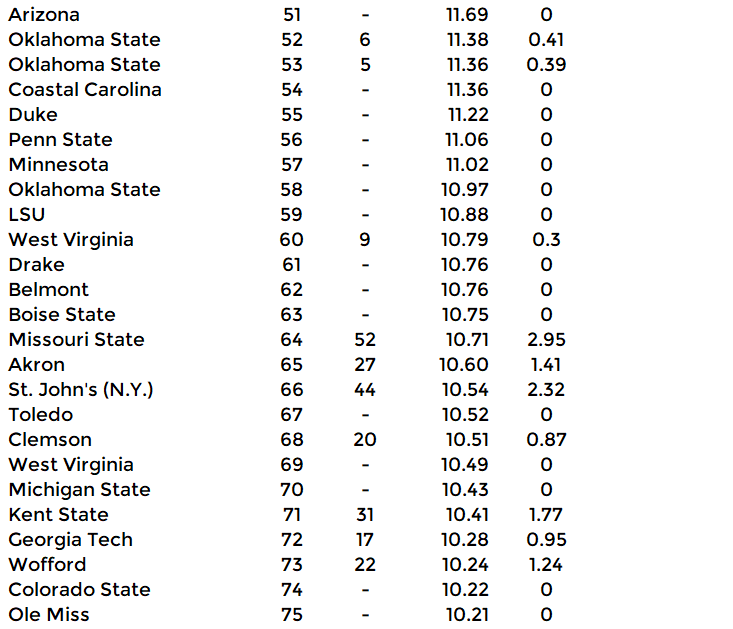 Arizona 51 - 11.69 0
Oklahoma State 52 6 11.38 0.41
Oklahoma State 53 5 11.36 0.39
Coastal Carolina 54 - 11.36 0
Duke 55 - 11.22 0
Penn State 56 - 11.06 0
Minnesota 57 - 11.02 0
Oklahoma State 58 - 10.97 0
LSU 59 - 10.88 0
West Virginia 60 9 10.79 0.3
Drake 61 - 10.76 0
Belmont 62 - 10.76 0
Boise State 63 - 10.75 0
Missouri State 64 52 10.71 2.95
Akron 65 27 10.60 1.41
St. John's (N.Y.) 66 44 10.54 2.32
Toledo 67 - 10.52 0
Clemson 68 20 10.51 0.87
West Virginia 69 - 10.49 0
Michigan State 70 - 10.43 0
Kent State 71 31 10.41 1.77
Georgia Tech 72 17 10.28 0.95
Wofford 73 22 10.24 1.24
Colorado State 74 - 10.22 0
Ole Miss 75 - 10.21 0